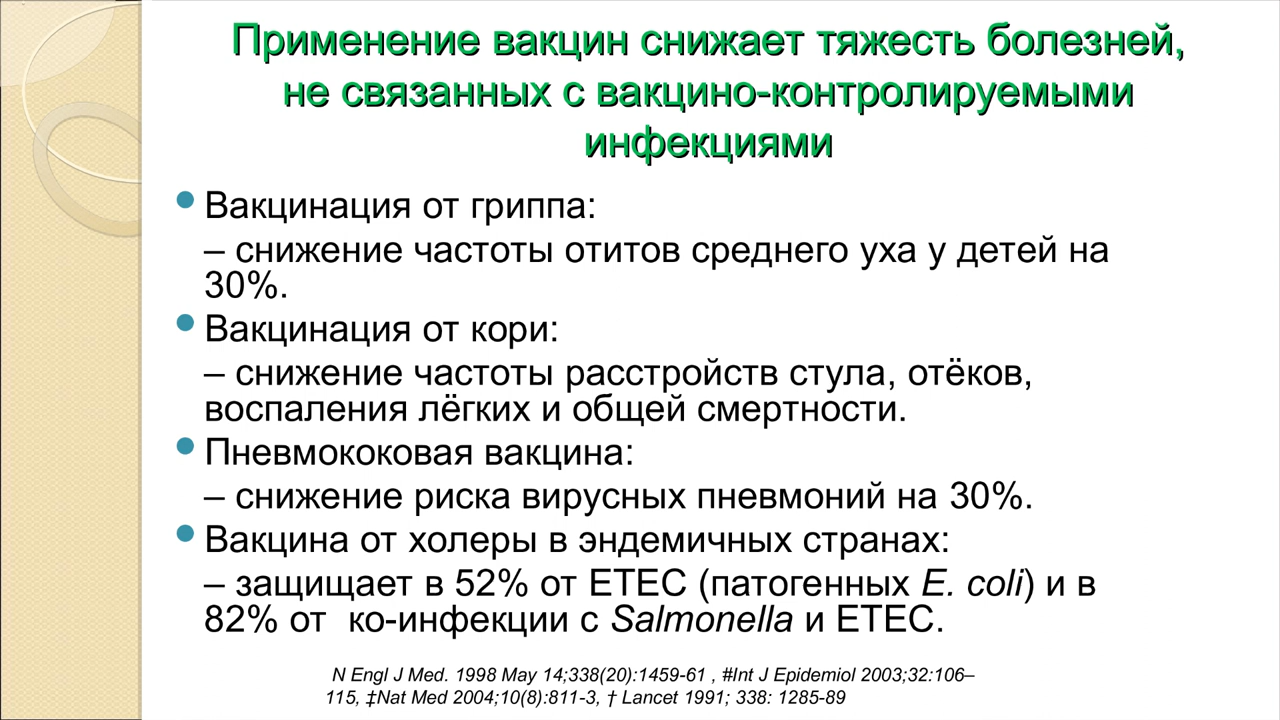 Применение вакцин снижает тяжесть болезней,
не связанных с вакцино-контролируемыми
инфекциями
Вакцинация от гриппа:
– снижение частоты отитов среднего уха у детей на
30%.
Вакцинация от кори:
– снижение частоты расстройств стула, отёков,
воспаления лёгких и общей смертности.
Пневмококовая вакцина:
– снижение риска вирусных пневмоний на 30%.
Вакцина от холеры в эндемичных странах:
– защищает в 52% от ETEC (патогенных E. coli) и в
82% от ко-инфекции с Salmonella и ETEC.
N Engl J Med. 1998 May 14;338(20):1459-61 , #Int J Epidemiol 2003;32:106–
115, ‡Nat Med 2004;10(8):811-3, † Lancet 1991; 338: 1285-89